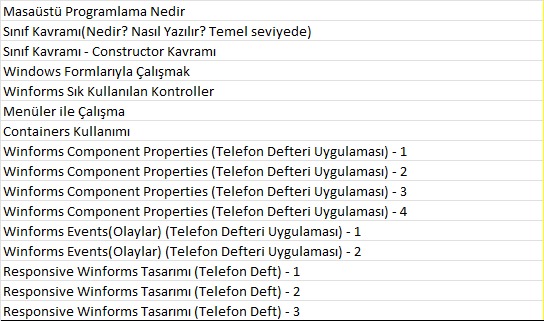 Masaüstü Programlama Nedir
Sınıf Kavramı(Nedir? Nasıl Yazılır? Temel seviyede)
Sınıf Kavramı - Constructor Kavramı
Windows Formlarıyla Çalışmak
Winforms Sık Kullanılan Kontroller
Menüler ile Çalışma
Containers Kullanımı
Winforms Component Properties (Telefon Defteri Uygulaması) - 1
Winforms Component Properties (Telefon Defteri Uygulaması) - 2
Winforms Component Properties (Telefon Defteri Uygulaması) - 3
Winforms Component Properties (Telefon Defteri Uygulaması) - 4
Winforms Events(Olaylar) (Telefon Defteri Uygulaması) - 1
Winforms Events(Olaylar) (Telefon Defteri Uygulaması) - 2
Responsive Winforms Tasarımı (Telefon Deft) - 1
Responsive Winforms Tasarımı (Telefon Deft) - 2
Responsive Winforms Tasarımı (Telefon Deft) - 3